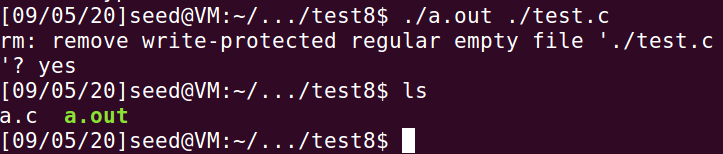 [09/05/20]seed@VM:~/.../test8$ ./a.out ./test.c
rm: remove write-protected regular empty file './test.c
'? yes
[09/05/20]seed@VM:~/.../test8$ ls
a.c  a.out
[09/05/20]seed@VM:~/.../test8$